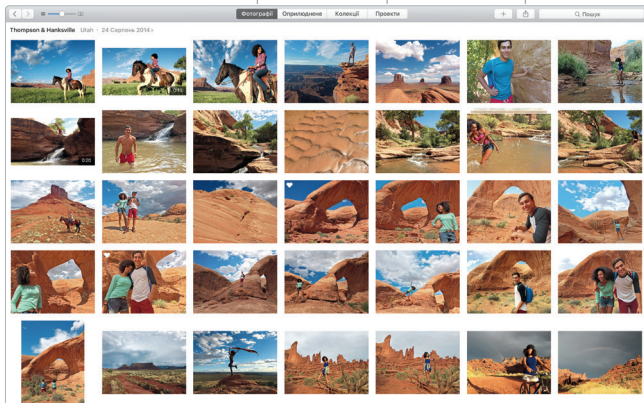 Фотографії Оприлюднене Колекції Проекти Пошук
Thompson & Hanksville Utah · 24 Серпень 2014 >
0:20